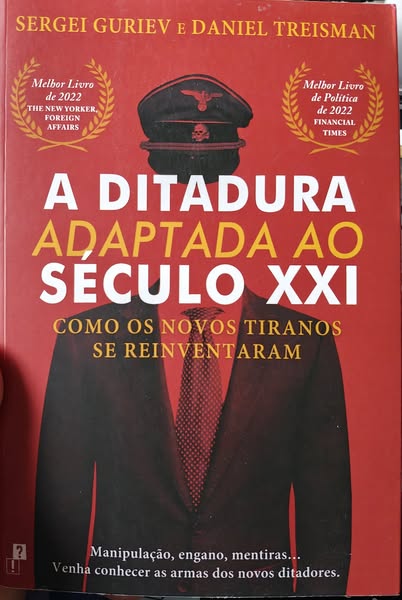 SERGEI GURIEV E DANIEL TREISMAN
Melhor Livro
de 2022
THE NEW YORKER,
FOREIGN
AFFAIRS
Melhor Livro
de Política
de 2022
FINANCIAL
TIMES
A DITADURA
ADAPTADA AO
SÉCULO XXI
COMO OS NOVOS TIRANOS
SE REINVENTARAM
Manipulação, engano, mentiras...
Venha conhecer as armas dos novos ditadores.
?
!